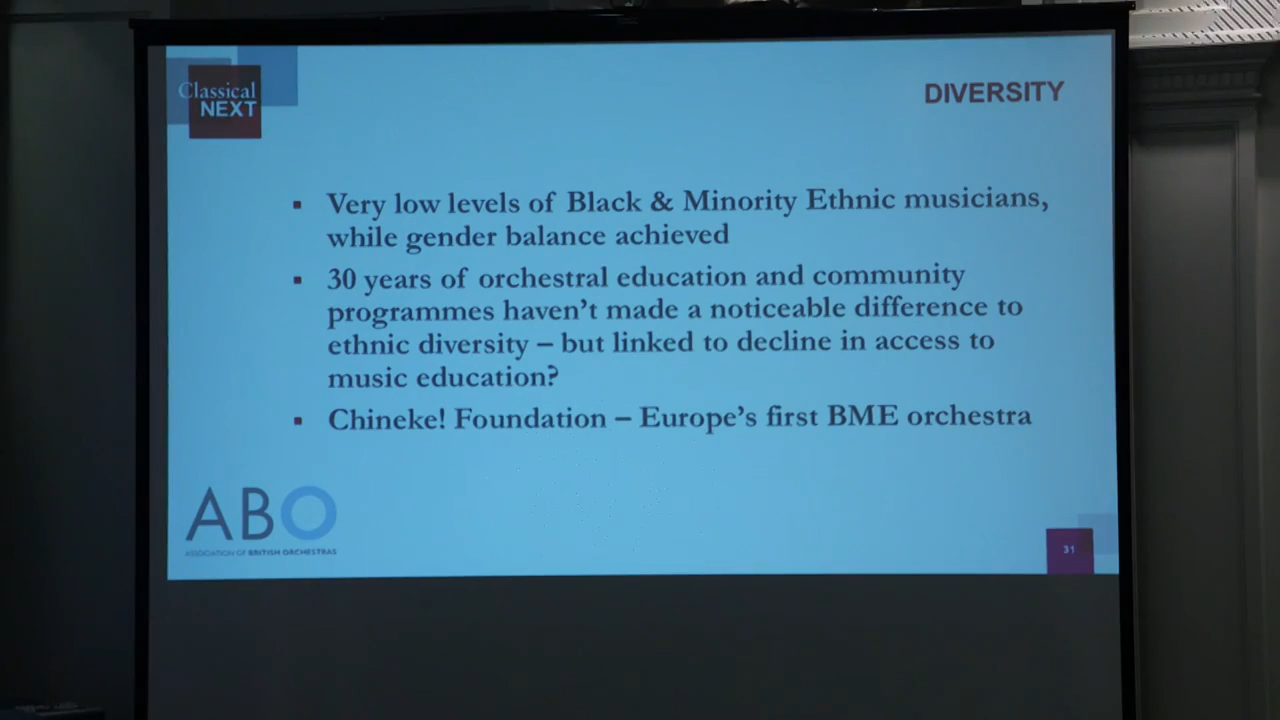 Classical
NEXT
DIVERSITY
▪ Very low levels of Black & Minority Ethnic musicians,
while gender balance achieved
▪ 30 years of orchestral education and community
programmes haven't made a noticeable difference to
ethnic diversity – but linked to decline in access to
music education?
▪ Chineke! Foundation – Europe's first BME orchestra
ABO
ASSOCIATION OF BRITISH ORCHESTRAS
31